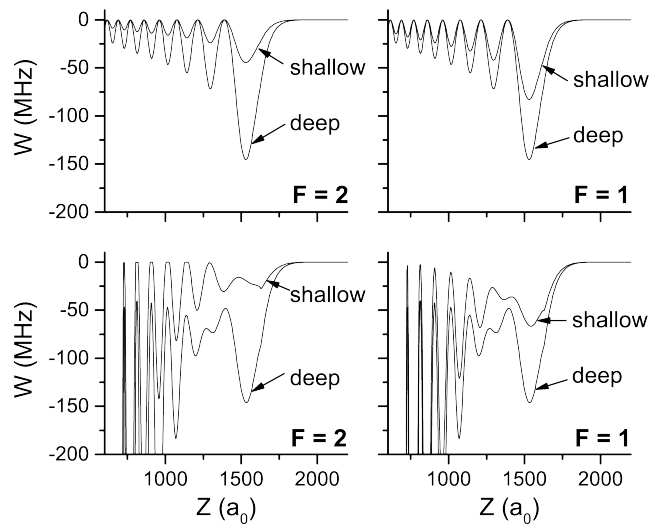 0
-50
-100
-150
-200
W (MHz)
shallow
deep
F = 2
shallow
deep
F = 1
0
-50
-100
-150
-200
W (MHz)
shallow
deep
F = 2
shallow
deep
F = 1
1000 1500 2000
1000 1500 2000
Z (a0)
Z (a0)